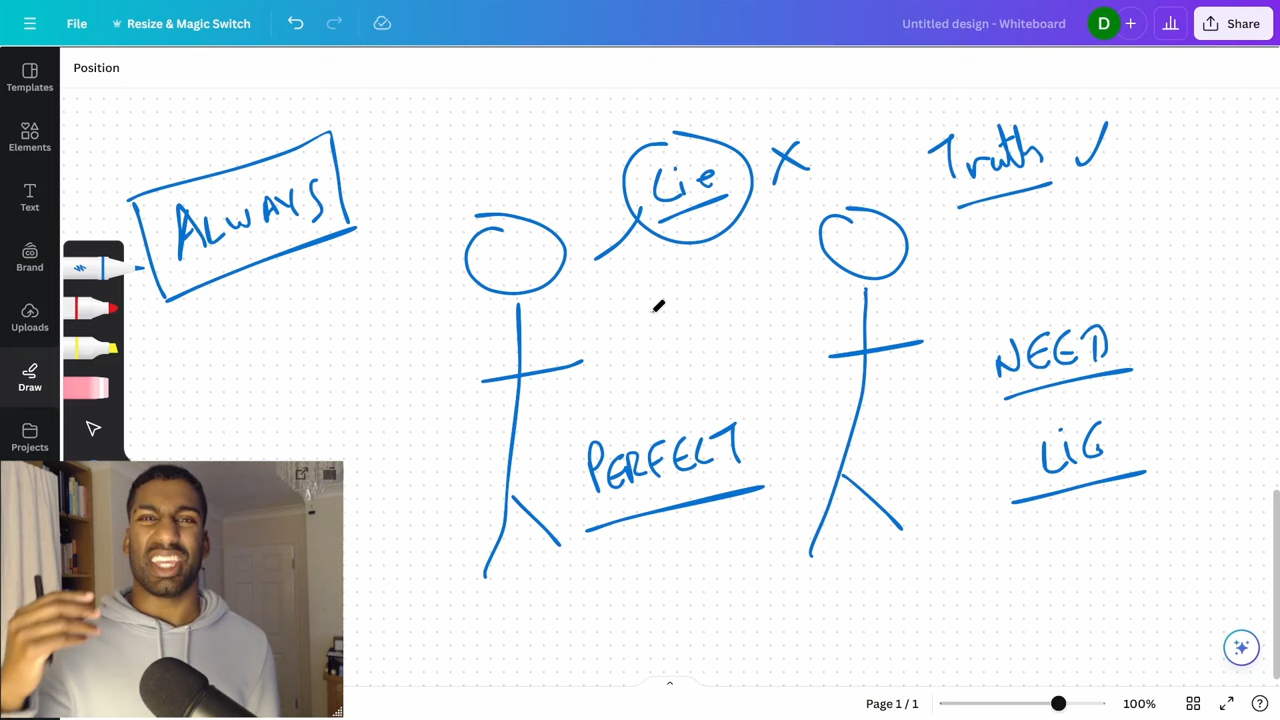 File
Resize & Magic Switch
Untitled design - Whiteboard
D
Share
Position
Templates
Elements
Text
Brand
Uploads
Draw
Projects
ALWAYS
Lie
Truth
NEED
LIG
PERFECT
Page 1 / 1
100%